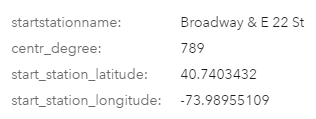 startstationname: Broadway & E 22 St
centr_degree: 789
start_station_latitude: 40.7403432
start_station_longitude: -73.98955109